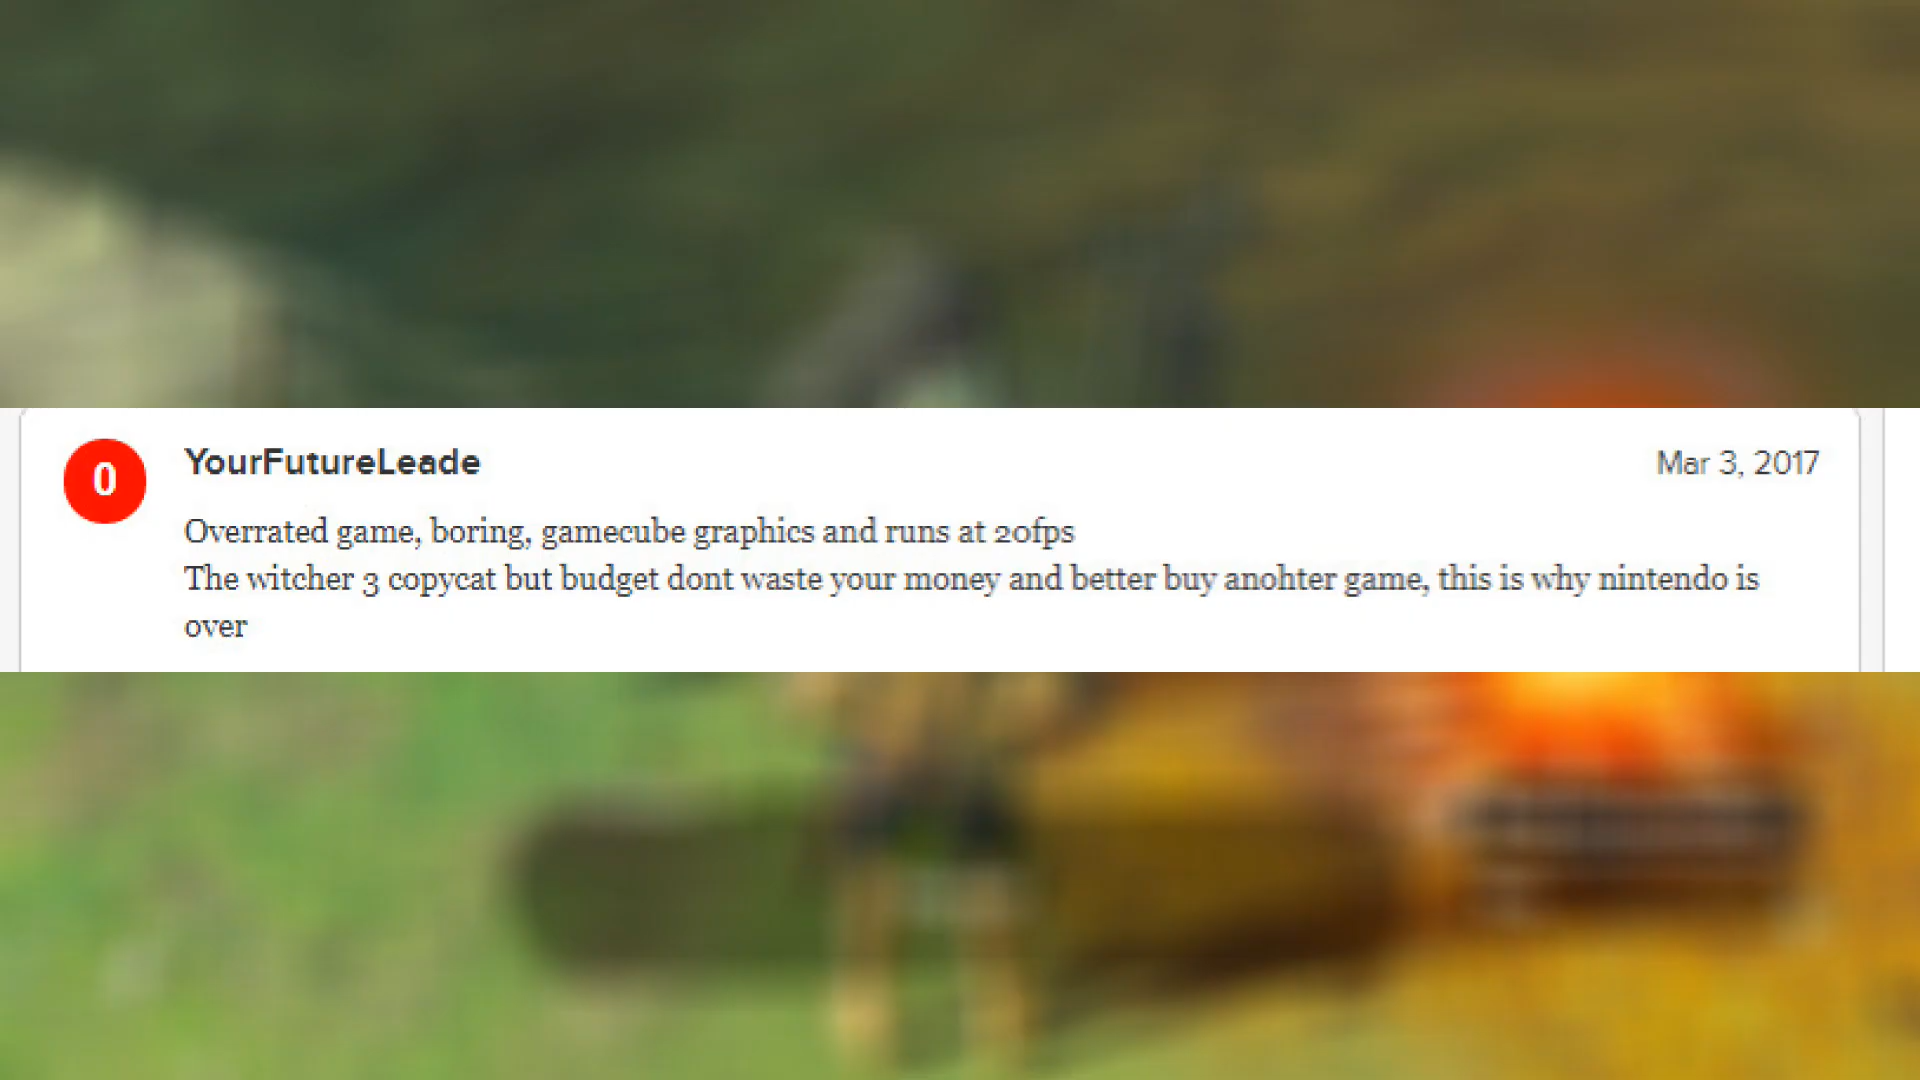 0
YourFutureLeade
Mar 3, 2017
Overrated game, boring, gamecube graphics and runs at 20fps
The witcher 3 copycat but budget dont waste your money and better buy anohter game, this is why nintendo is
over